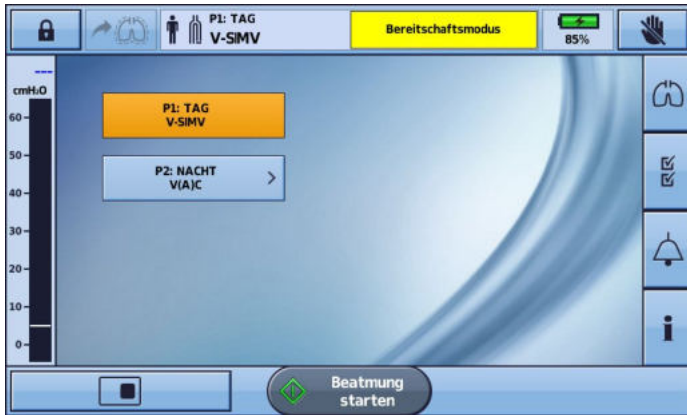 P1: TAG
V-SIMV
Bereitschaftsmodus
85%
---
cmH₂O
60
50
40
30
20
10
0
P1: TAG
V-SIMV
P2: NACHT
V(A)C
Beatmung
starten